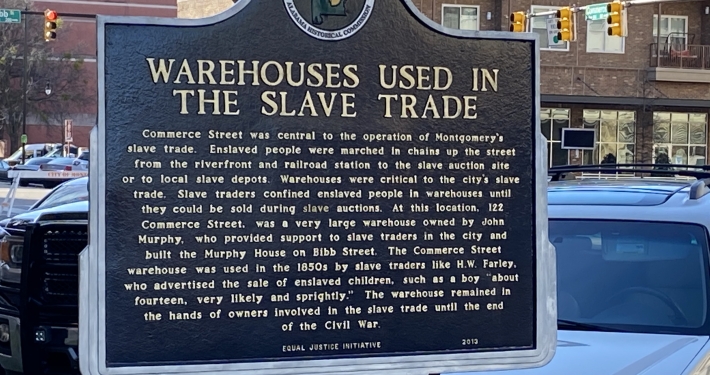 ALABAMA HISTORICAL COMMISSION
WAREHOUSES USED IN
THE SLAVE TRADE
Commerce Street was central to the operation of Montgomery's
slave trade. Enslaved people were marched in chains up the street
from the riverfront and railroad station to the slave auction site
or to local slave depots. Warehouses were critical to the city's slave
trade. Slave traders confined enslaved people in warehouses until
they could be sold during slave auctions. At this location, 122
Commerce Street, was a very large warehouse owned by John
Murphy, who provided support to slave traders in the city and
built the Murphy House on Bibb Street. The Commerce Street
warehouse was used in the 1850s by slave traders like H.W. Farley,
who advertised the sale of enslaved children, such as a boy "about
fourteen, very likely and sprightly." The warehouse remained in
the hands of owners involved in the slave trade until the end
of the Civil War.
EQUAL JUSTICE INITIATIVE 2013